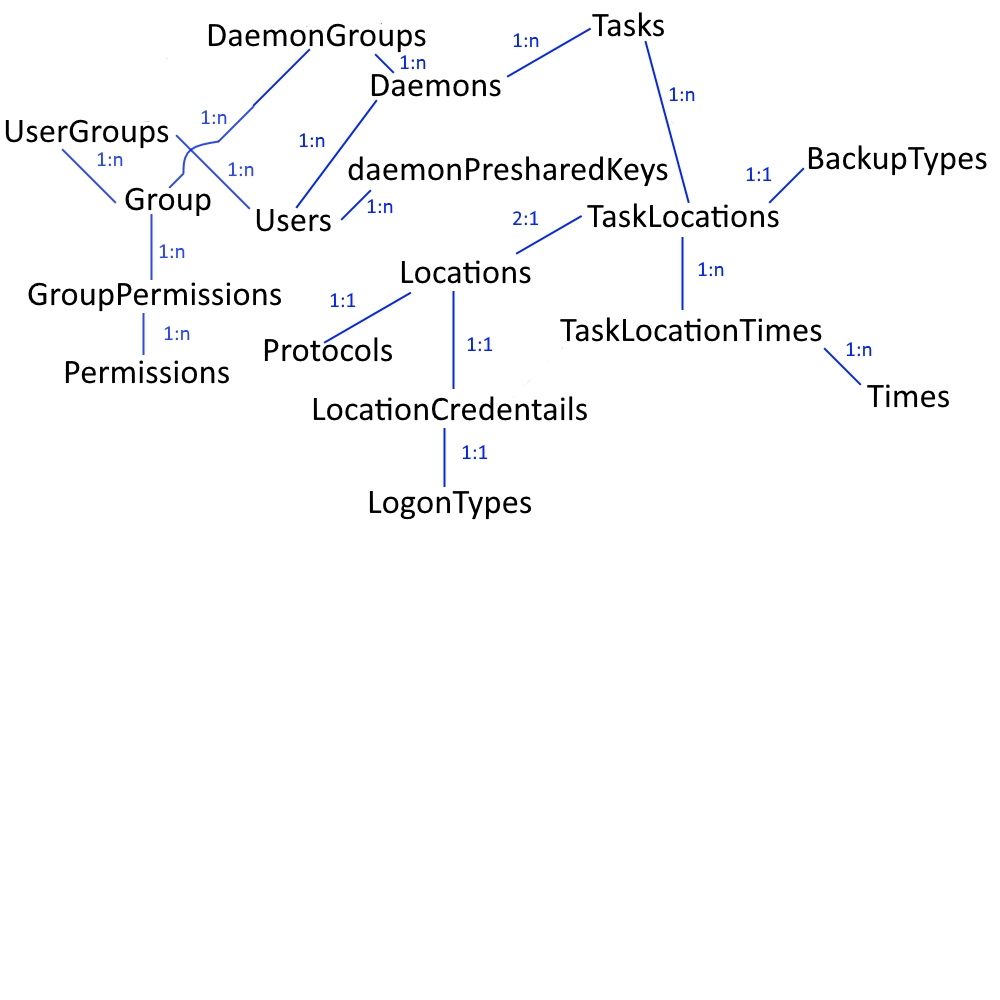 DaemonGroups
Tasks
1:n
1:n
Daemons
1:n
1:n
UserGroups
1:n
1:n
1:n
daemonPresharedKeys
BackupTypes
1:1
Group
1:n
Users
2:1
TaskLocations
1:n
Locations
1:n
GroupPermissions
1:1
1:n
Protocols
1:1
TaskLocationTimes
1:n
Permissions
Times
LocationCredentails
1:1
LogonTypes